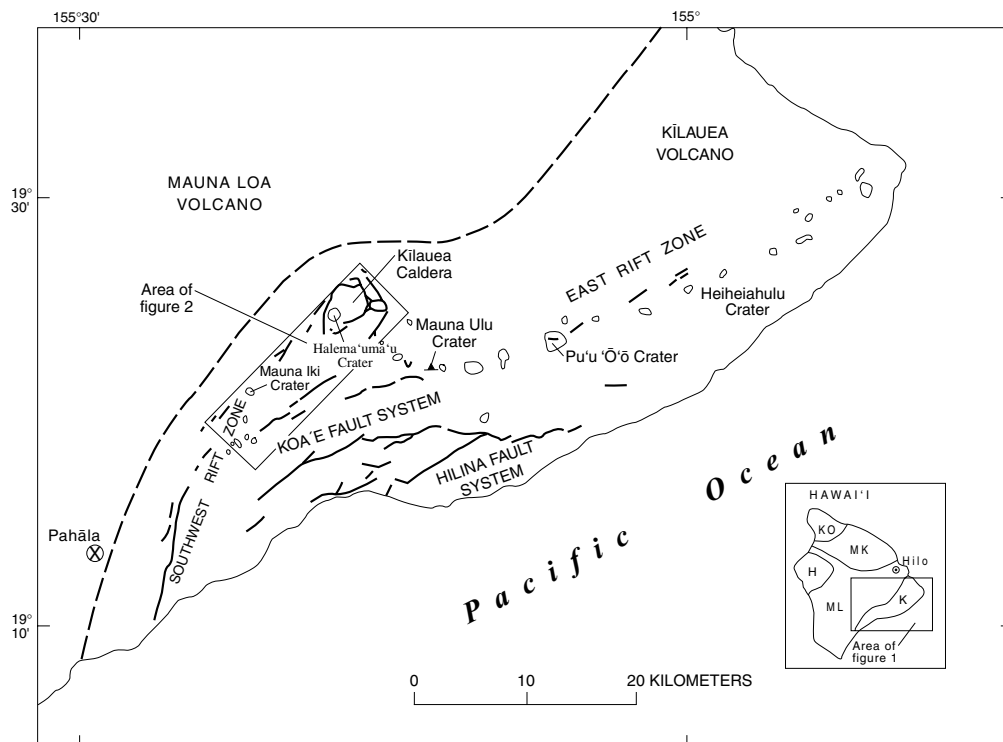 155°30'
155°
19°
30'
19°
10'
MAUNA LOA
VOLCANO
KĪLAUEA
VOLCANO
Kīlauea
Caldera
Area of
figure 2
EAST RIFT ZONE
Heiheiahulu
Crater
Mauna Ulu
Crater
Halemaʻumaʻu
Crater
Puʻu ʻŌʻō Crater
Mauna Iki
Crater
KOAʻE FAULT SYSTEM
HILINA FAULT
SYSTEM
SOUTHWEST RIFT ZONE
Pahāla
Pacific Ocean
HAWAIʻI
KO
MK
Hilo
H
K
ML
Area of
figure 1
0 10 20 KILOMETERS